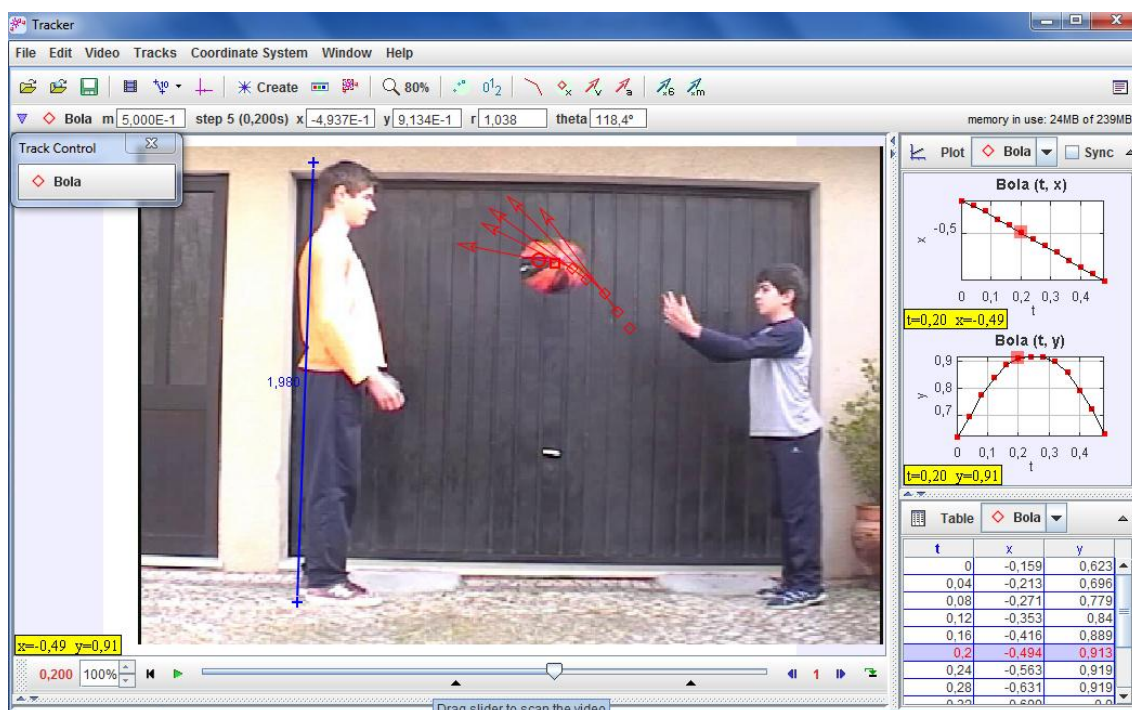 Tracker
File Edit Video Tracks Coordinate System Window Help
Create 80%
Bola m 5,000E-1 step 5 (0,200s) x -4,937E-1 y 9,134E-1 r 1,038 theta 118,4º memory in use: 24MB of 239MB
Track Control
Bola
1,980
x=-0,49 y=0,91
0,200 100% 1
Drag slider to scan the video
Plot Bola Sync
Bola (t, x)
-0,5
x
0 0,1 0,2 0,3 0,4
t
t=0,20 x=-0,49
Bola (t, y)
0,9
0,8
0,7
y
0 0,1 0,2 0,3 0,4
t
t=0,20 y=0,91
Table Bola
t x y
0 -0,159 0,623
0,04 -0,213 0,696
0,08 -0,271 0,779
0,12 -0,353 0,84
0,16 -0,416 0,889
0,2 -0,494 0,913
0,24 -0,563 0,919
0,28 -0,631 0,919